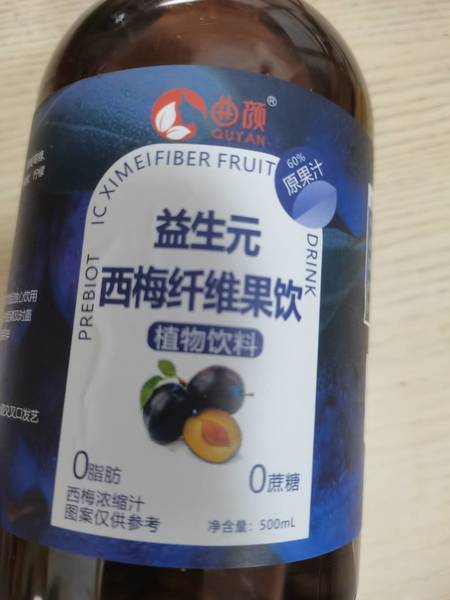 曲颜®
QUYAN
PREBIOTIC XIMEIFIBER FRUIT DRINK
60%
原果汁
益生元
西梅纤维果饮
植物饮料
0脂肪
0蔗糖
西梅浓缩汁
图案仅供参考
净含量：500mL